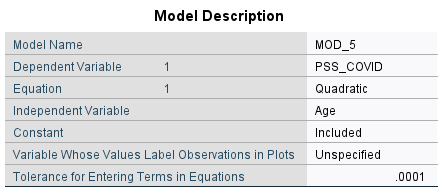 Model Description
Model Name MOD_5
Dependent Variable 1 PSS_COVID
Equation 1 Quadratic
Independent Variable Age
Constant Included
Variable Whose Values Label Observations in Plots Unspecified
Tolerance for Entering Terms in Equations .0001